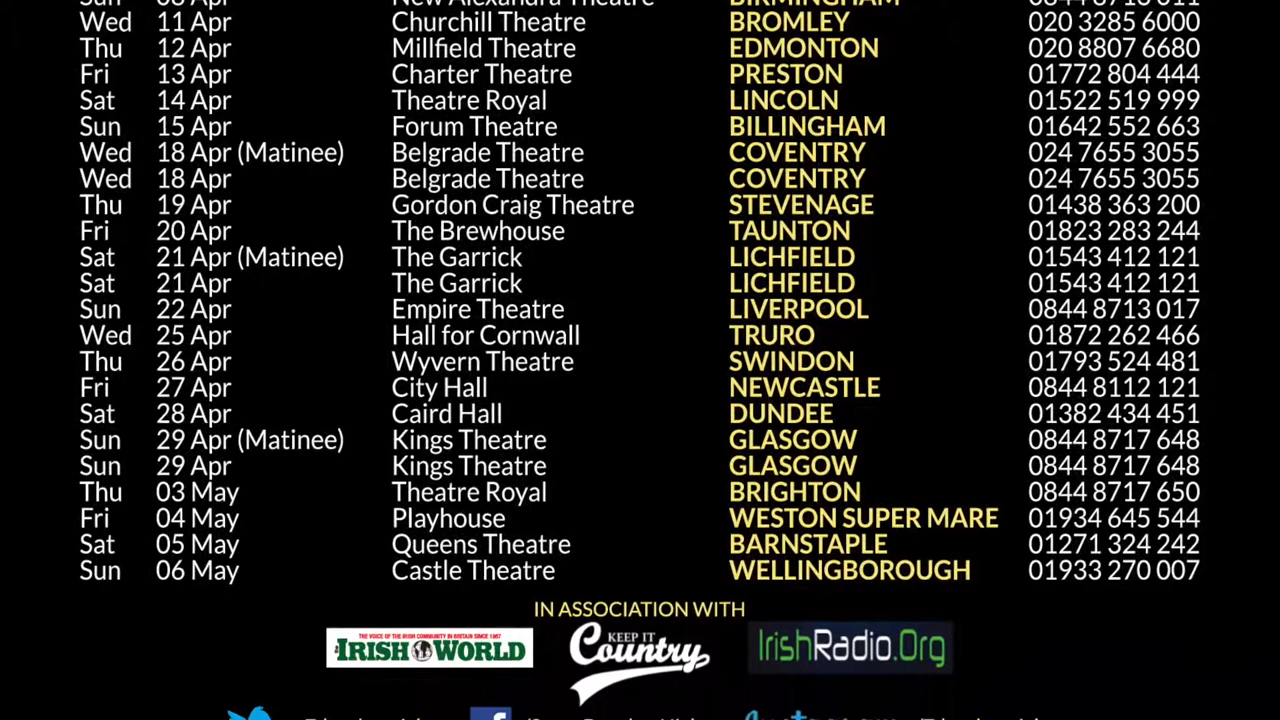 Wed 11 Apr Churchill Theatre BROMLEY 020 3285 6000
Thu 12 Apr Millfield Theatre EDMONTON 020 8807 6680
Fri 13 Apr Charter Theatre PRESTON 01772 804 444
Sat 14 Apr Theatre Royal LINCOLN 01522 519 999
Sun 15 Apr Forum Theatre BILLINGHAM 01642 552 663
Wed 18 Apr (Matinee) Belgrade Theatre COVENTRY 024 7655 3055
Wed 18 Apr Belgrade Theatre COVENTRY 024 7655 3055
Thu 19 Apr Gordon Craig Theatre STEVENAGE 01438 363 200
Fri 20 Apr The Brewhouse TAUNTON 01823 283 244
Sat 21 Apr (Matinee) The Garrick LICHFIELD 01543 412 121
Sat 21 Apr The Garrick LICHFIELD 01543 412 121
Sun 22 Apr Empire Theatre LIVERPOOL 0844 8713 017
Wed 25 Apr Hall for Cornwall TRURO 01872 262 466
Thu 26 Apr Wyvern Theatre SWINDON 01793 524 481
Fri 27 Apr City Hall NEWCASTLE 0844 8112 121
Sat 28 Apr Caird Hall DUNDEE 01382 434 451
Sun 29 Apr (Matinee) Kings Theatre GLASGOW 0844 8717 648
Sun 29 Apr Kings Theatre GLASGOW 0844 8717 648
Thu 03 May Theatre Royal BRIGHTON 0844 8717 650
Fri 04 May Playhouse WESTON SUPER MARE 01934 645 544
Sat 05 May Queens Theatre BARNSTAPLE 01271 324 242
Sun 06 May Castle Theatre WELLINGBOROUGH 01933 270 007
IN ASSOCIATION WITH
THE VOICE OF THE IRISH COMMUNITY IN BRITAIN SINCE 1987
IRISH WORLD
KEEP IT
Country
IrishRadio.Org